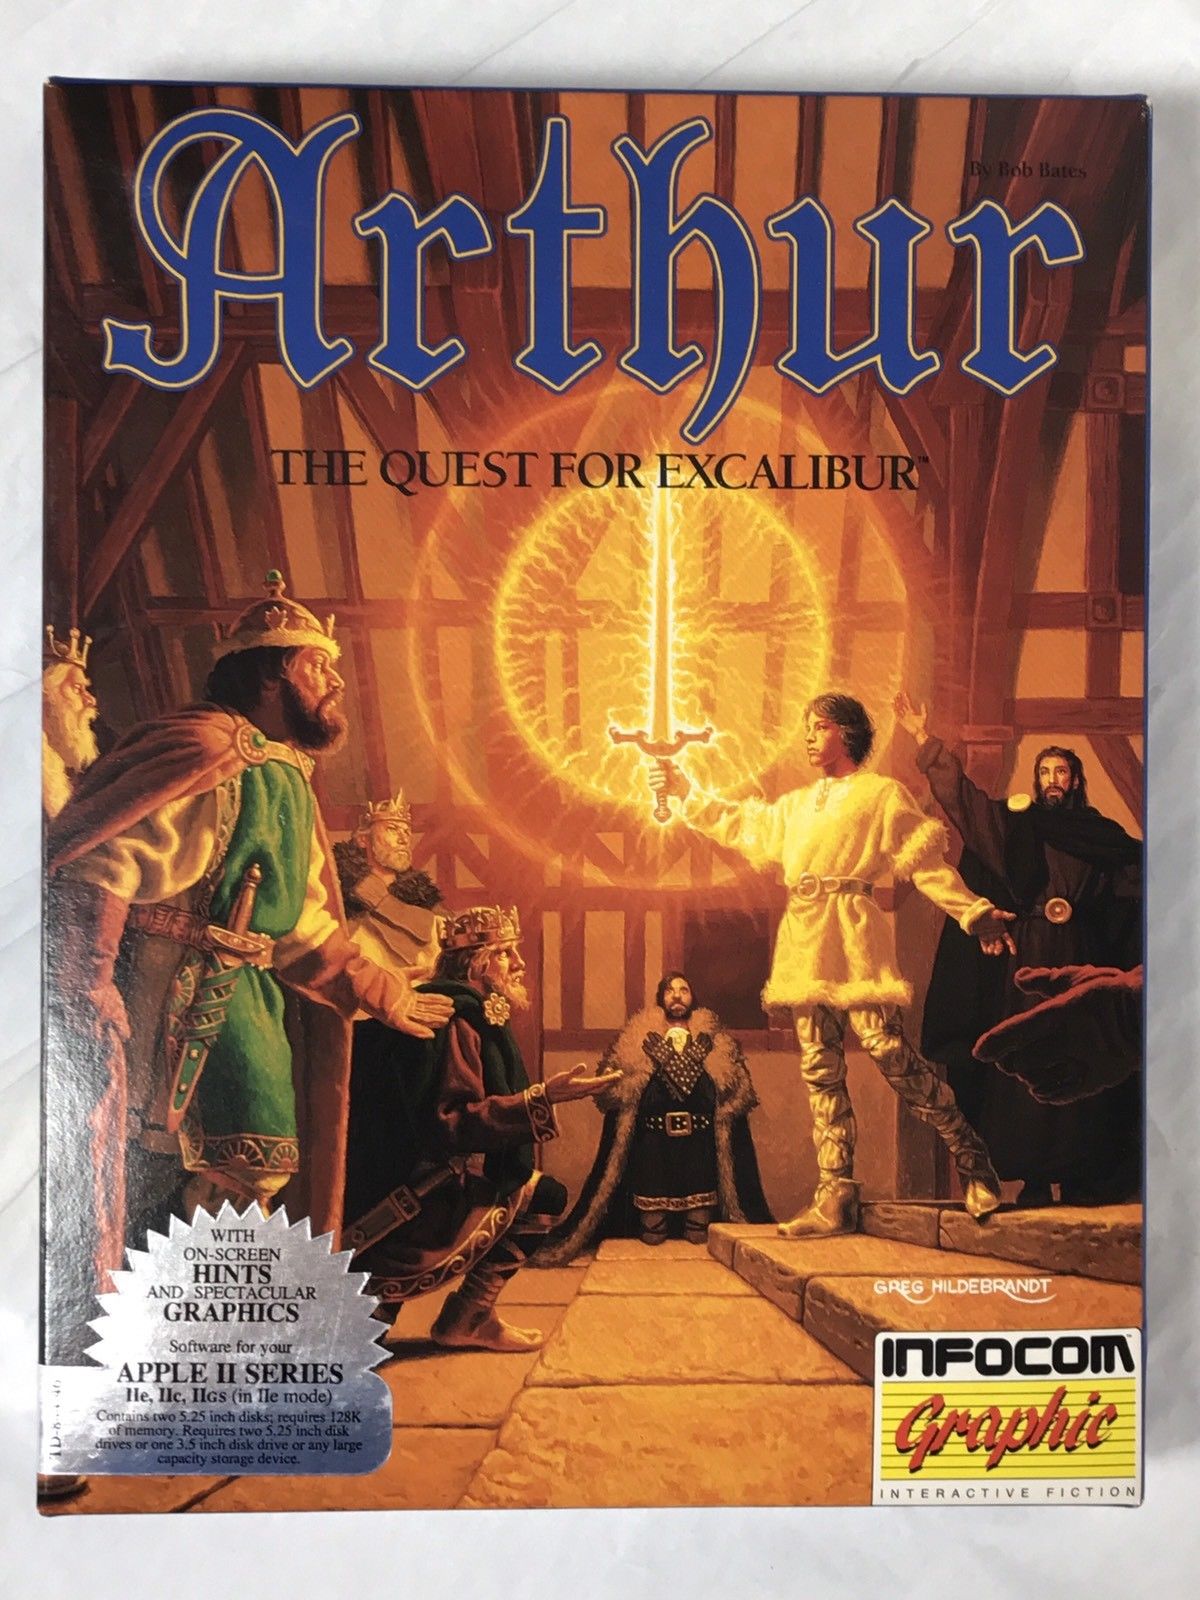 Arthur
By Bob Bates
THE QUEST FOR EXCALIBUR™
WITH
ON-SCREEN
HINTS
AND SPECTACULAR
GRAPHICS
Software for your
APPLE II SERIES
IIe, IIc, IIGS (in IIe mode)
Contains two 5.25 inch disks; requires 128K
of memory. Requires two 5.25 inch disk
drives or one 3.5 inch disk drive or any large
capacity storage device.
GREG HILDEBRANDT
INFOCOM™
Graphic
INTERACTIVE FICTION